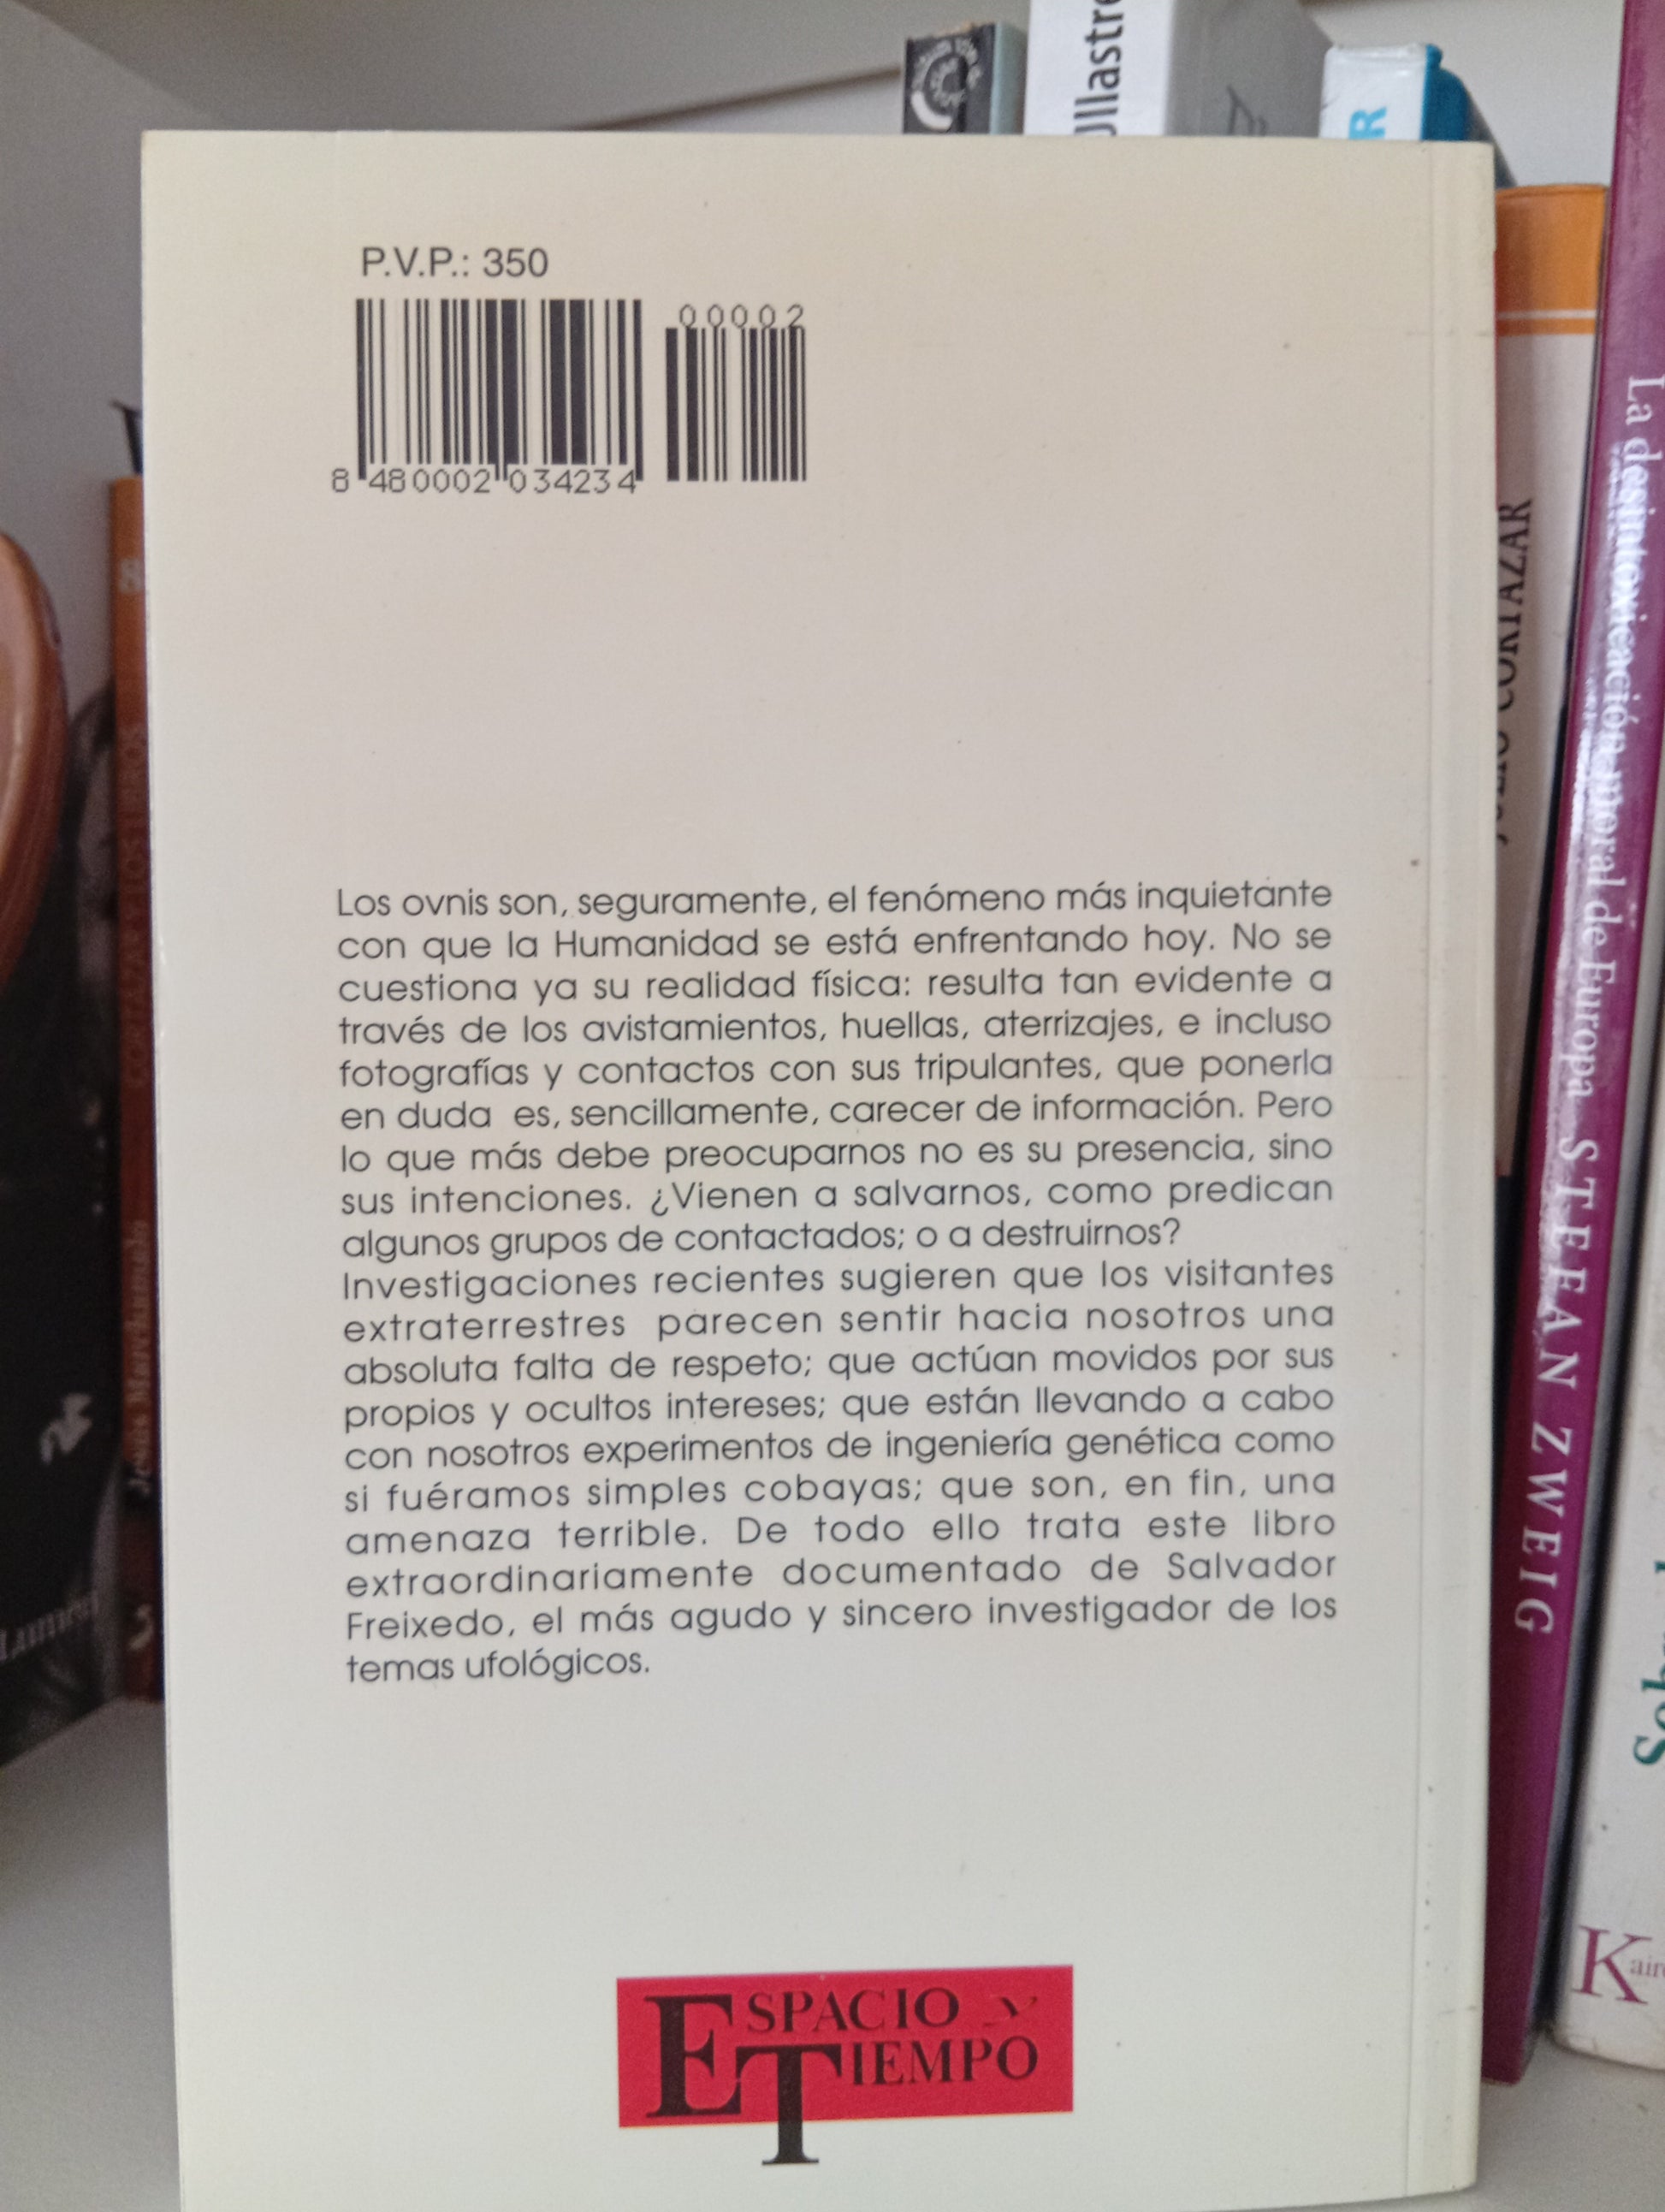 Ullastre
R
P.V.P.: 350
00002
8 480002 034234
Los ovnis son, seguramente, el fenómeno más inquietante
con que la Humanidad se está enfrentando hoy. No se
cuestiona ya su realidad física: resulta tan evidente a
través de los avistamientos, huellas, aterrizajes, e incluso
fotografías y contactos con sus tripulantes, que ponerla
en duda es, sencillamente, carecer de información. Pero
lo que más debe preocuparnos no es su presencia, sino
sus intenciones. ¿Vienen a salvarnos, como predican
algunos grupos de contactados; o a destruirnos?
Investigaciones recientes sugieren que los visitantes
extraterrestres parecen sentir hacia nosotros una
absoluta falta de respeto; que actúan movidos por sus
propios y ocultos intereses; que están llevando a cabo
con nosotros experimentos de ingeniería genética como
si fuéramos simples cobayas; que son, en fin, una
amenaza terrible. De todo ello trata este libro
extraordinariamente documentado de Salvador
Freixedo, el más agudo y sincero investigador de los
temas ufológicos.
ESPACIO Y
TIEMPO
JULIO CORTAZAR
La desintoxicación moral de Europa STEFAN ZWEIG